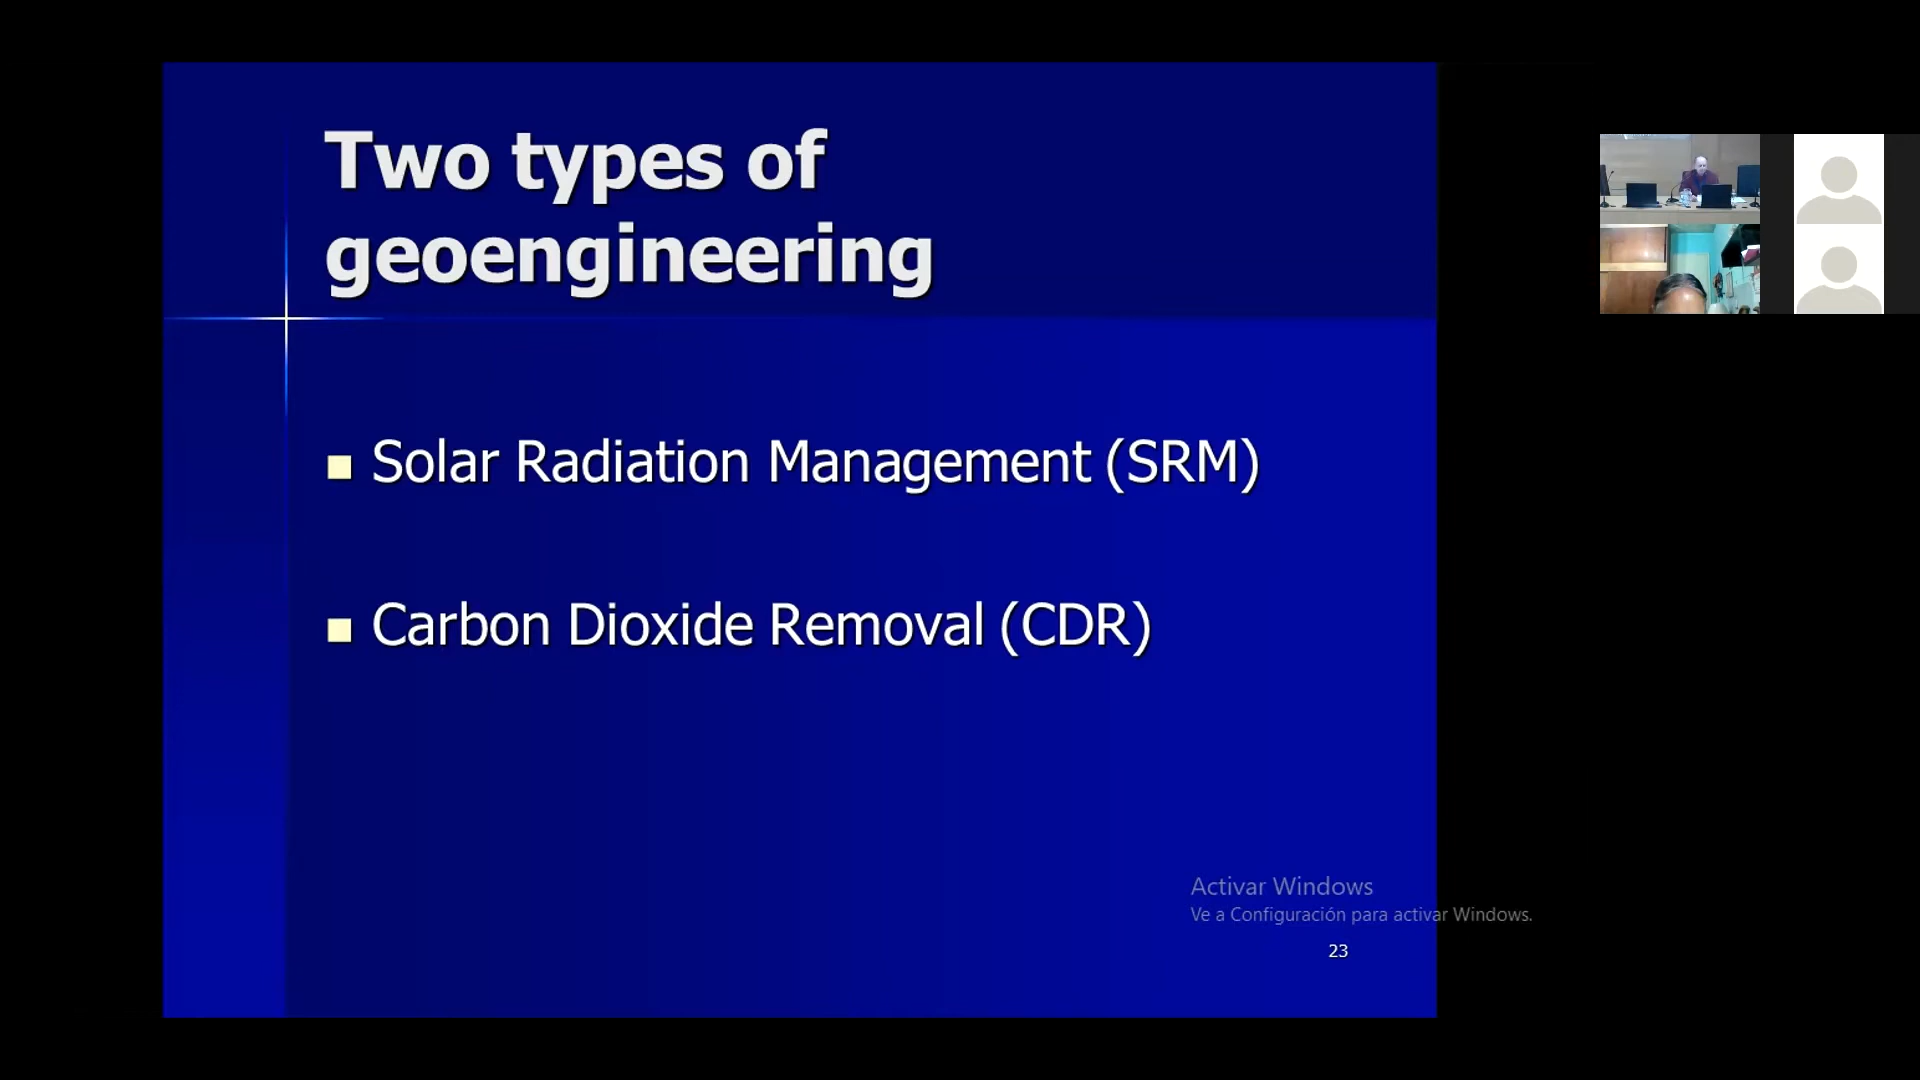 Two types of
geoengineering
Solar Radiation Management (SRM)
Carbon Dioxide Removal (CDR)
Activar Windows
Ve a Configuración para activar Windows.
23